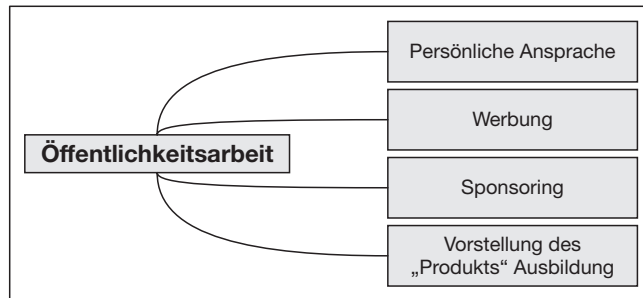 Persönliche Ansprache
Werbung
Öffentlichkeitsarbeit
Sponsoring
Vorstellung des
„Produkts“ Ausbildung